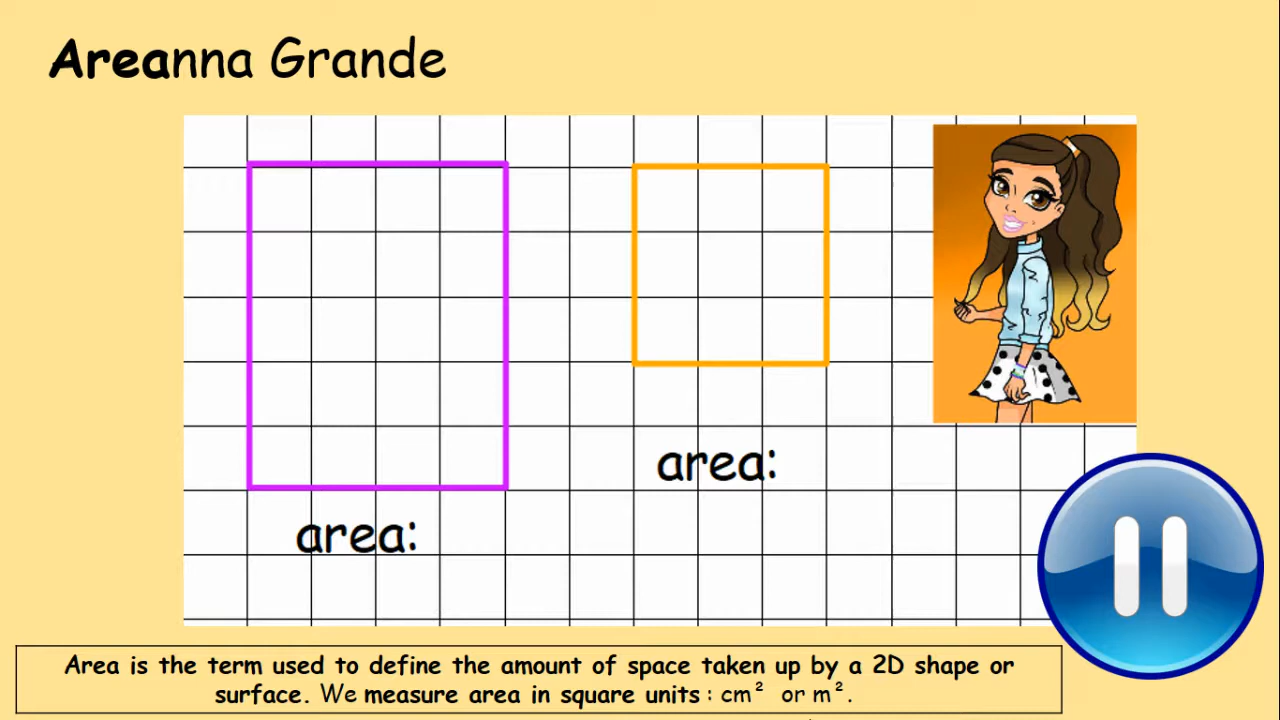 Areanna Grande
area:
area:
Area is the term used to define the amount of space taken up by a 2D shape or
surface. We measure area in square units : cm² or m².